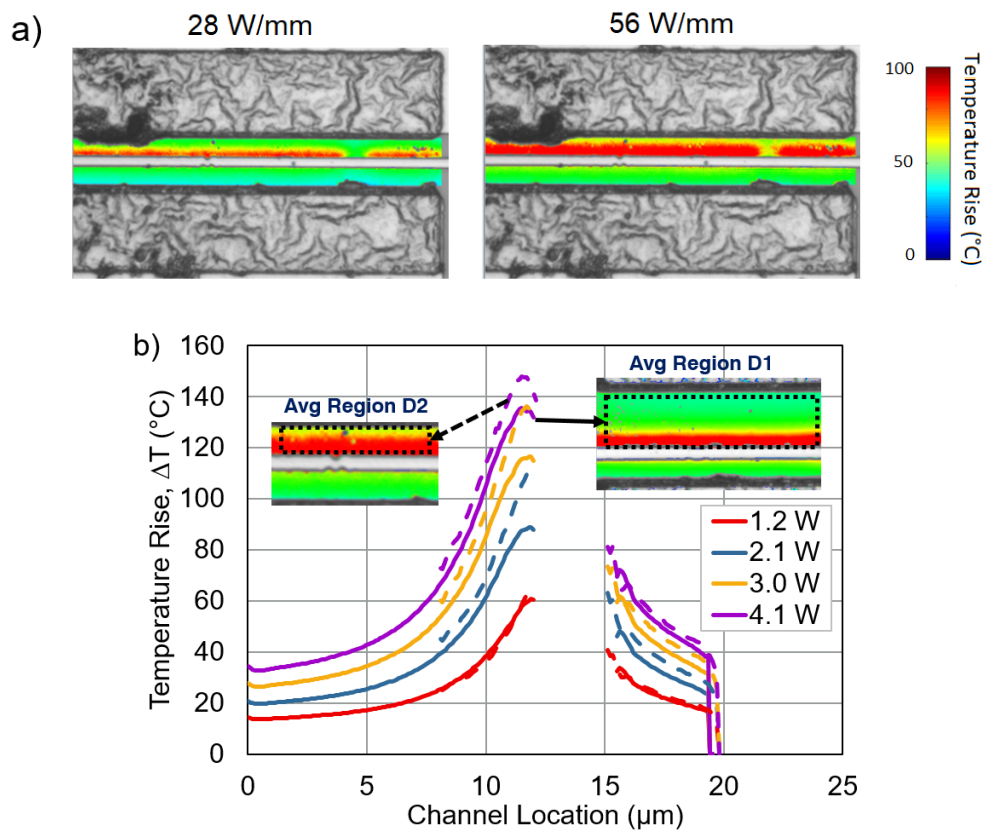 a)
28 W/mm
56 W/mm
100
50
0
Temperature Rise (°C)
b)
160
140
120
100
80
60
40
20
0
Temperature Rise, ΔT (°C)
Avg Region D2
Avg Region D1
1.2 W
2.1 W
3.0 W
4.1 W
0
5
10
15
20
25
Channel Location (µm)